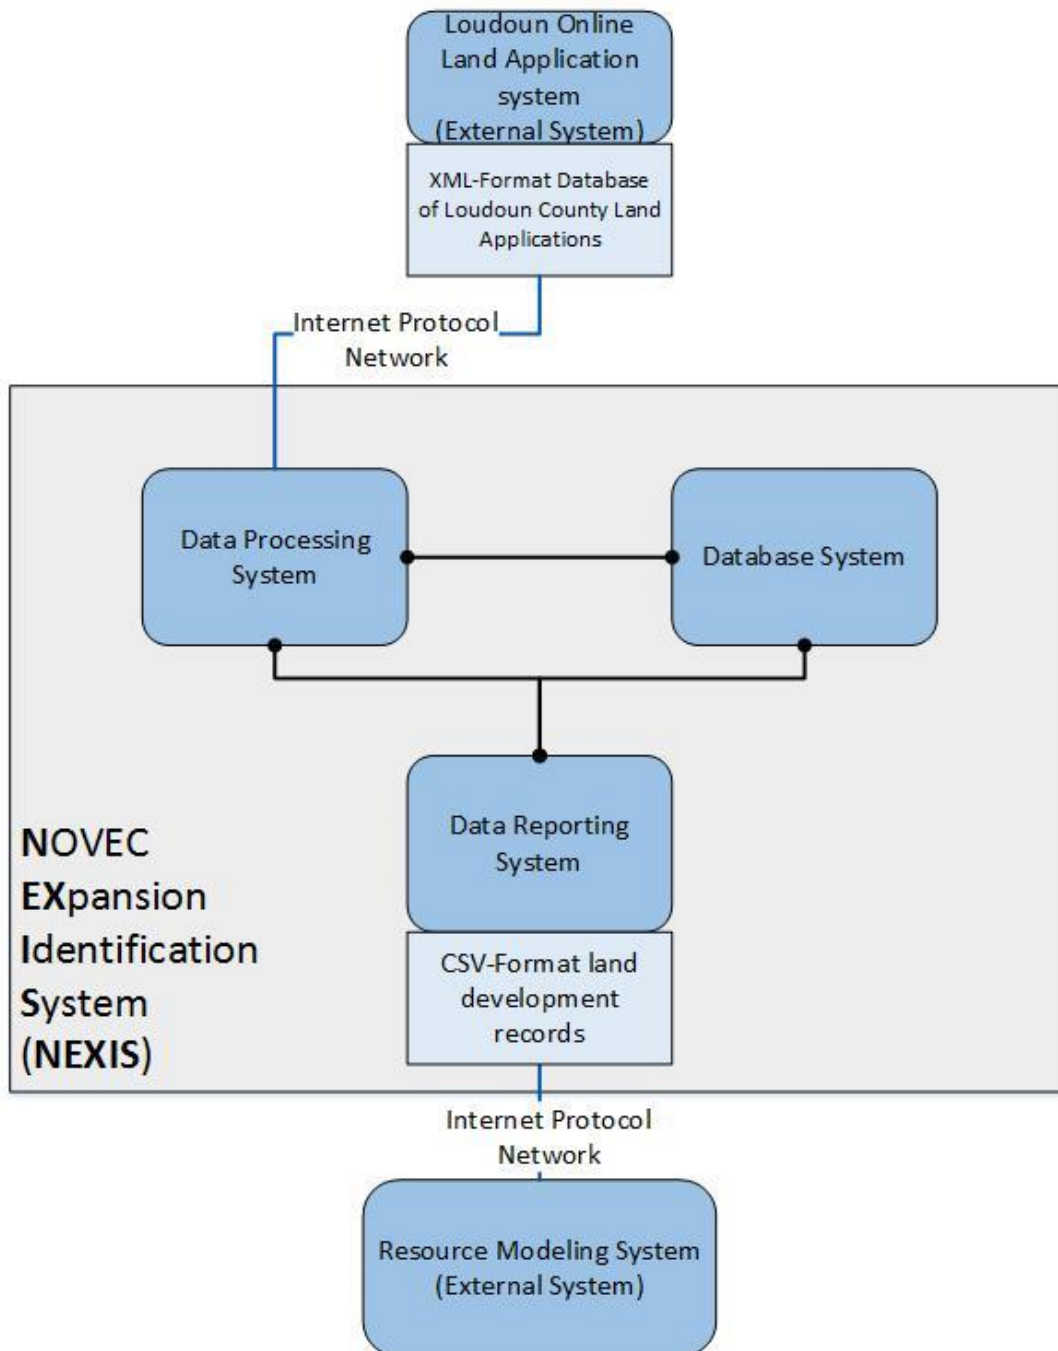 Loudoun Online
Land Application
system
(External System)
XML-Format Database
of Loudoun County Land
Applications
Internet Protocol
Network
Data Processing
System
Database System
Data Reporting
System
NOVEC
EXpansion
Identification
System
(NEXIS)
CSV-Format land
development
records
Internet Protocol
Network
Resource Modeling System
(External System)